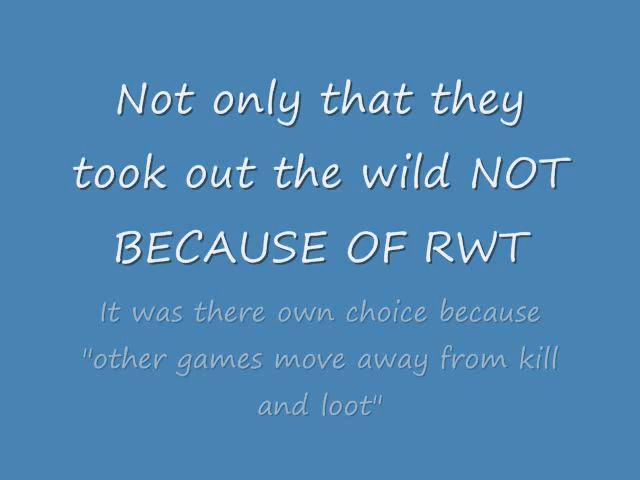 Not only that they
took out the wild NOT
BECAUSE OF RWT
It was there own choice because
"other games move away from kill
and loot"